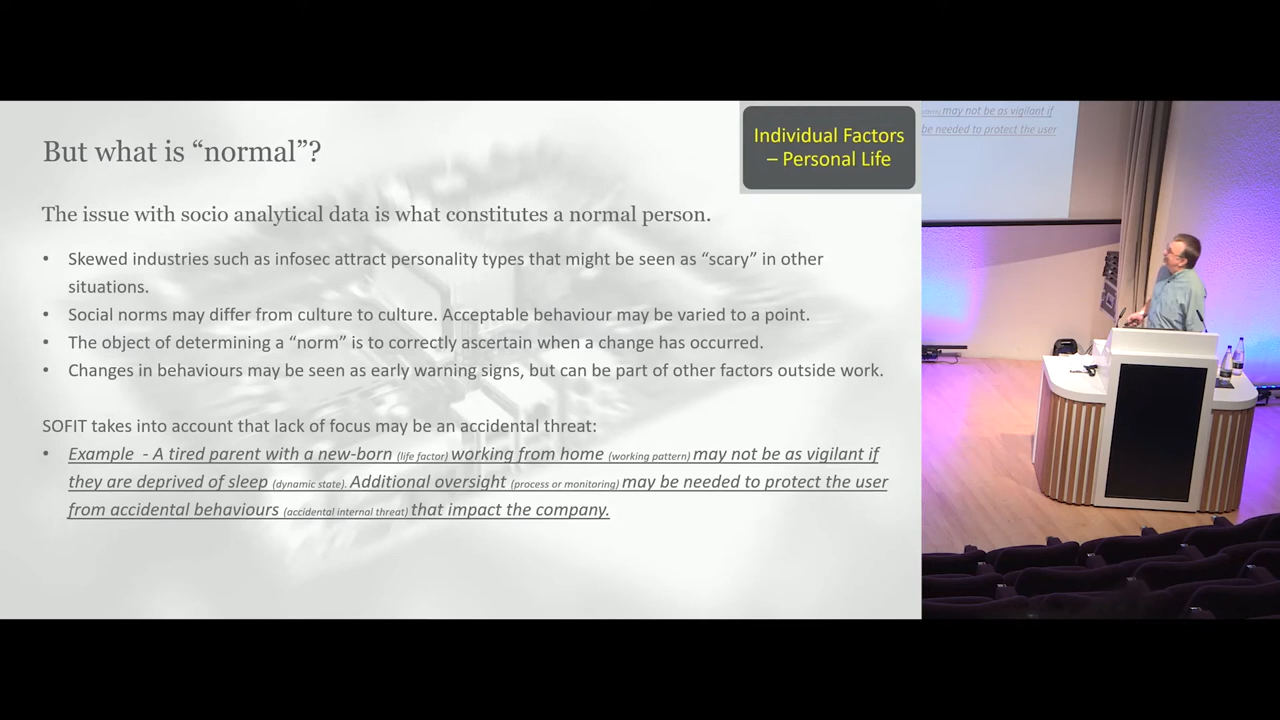 But what is “normal”?
Individual Factors
– Personal Life
The issue with socio analytical data is what constitutes a normal person.
• Skewed industries such as infosec attract personality types that might be seen as “scary” in other
situations.
• Social norms may differ from culture to culture. Acceptable behaviour may be varied to a point.
• The object of determining a “norm” is to correctly ascertain when a change has occurred.
• Changes in behaviours may be seen as early warning signs, but can be part of other factors outside work.
SOFIT takes into account that lack of focus may be an accidental threat:
• Example - A tired parent with a new-born (life factor) working from home (working pattern) may not be as vigilant if
they are deprived of sleep (dynamic state). Additional oversight (process or monitoring) may be needed to protect the user
from accidental behaviours (accidental internal threat) that impact the company.
may not be as vigilant if
be needed to protect the user